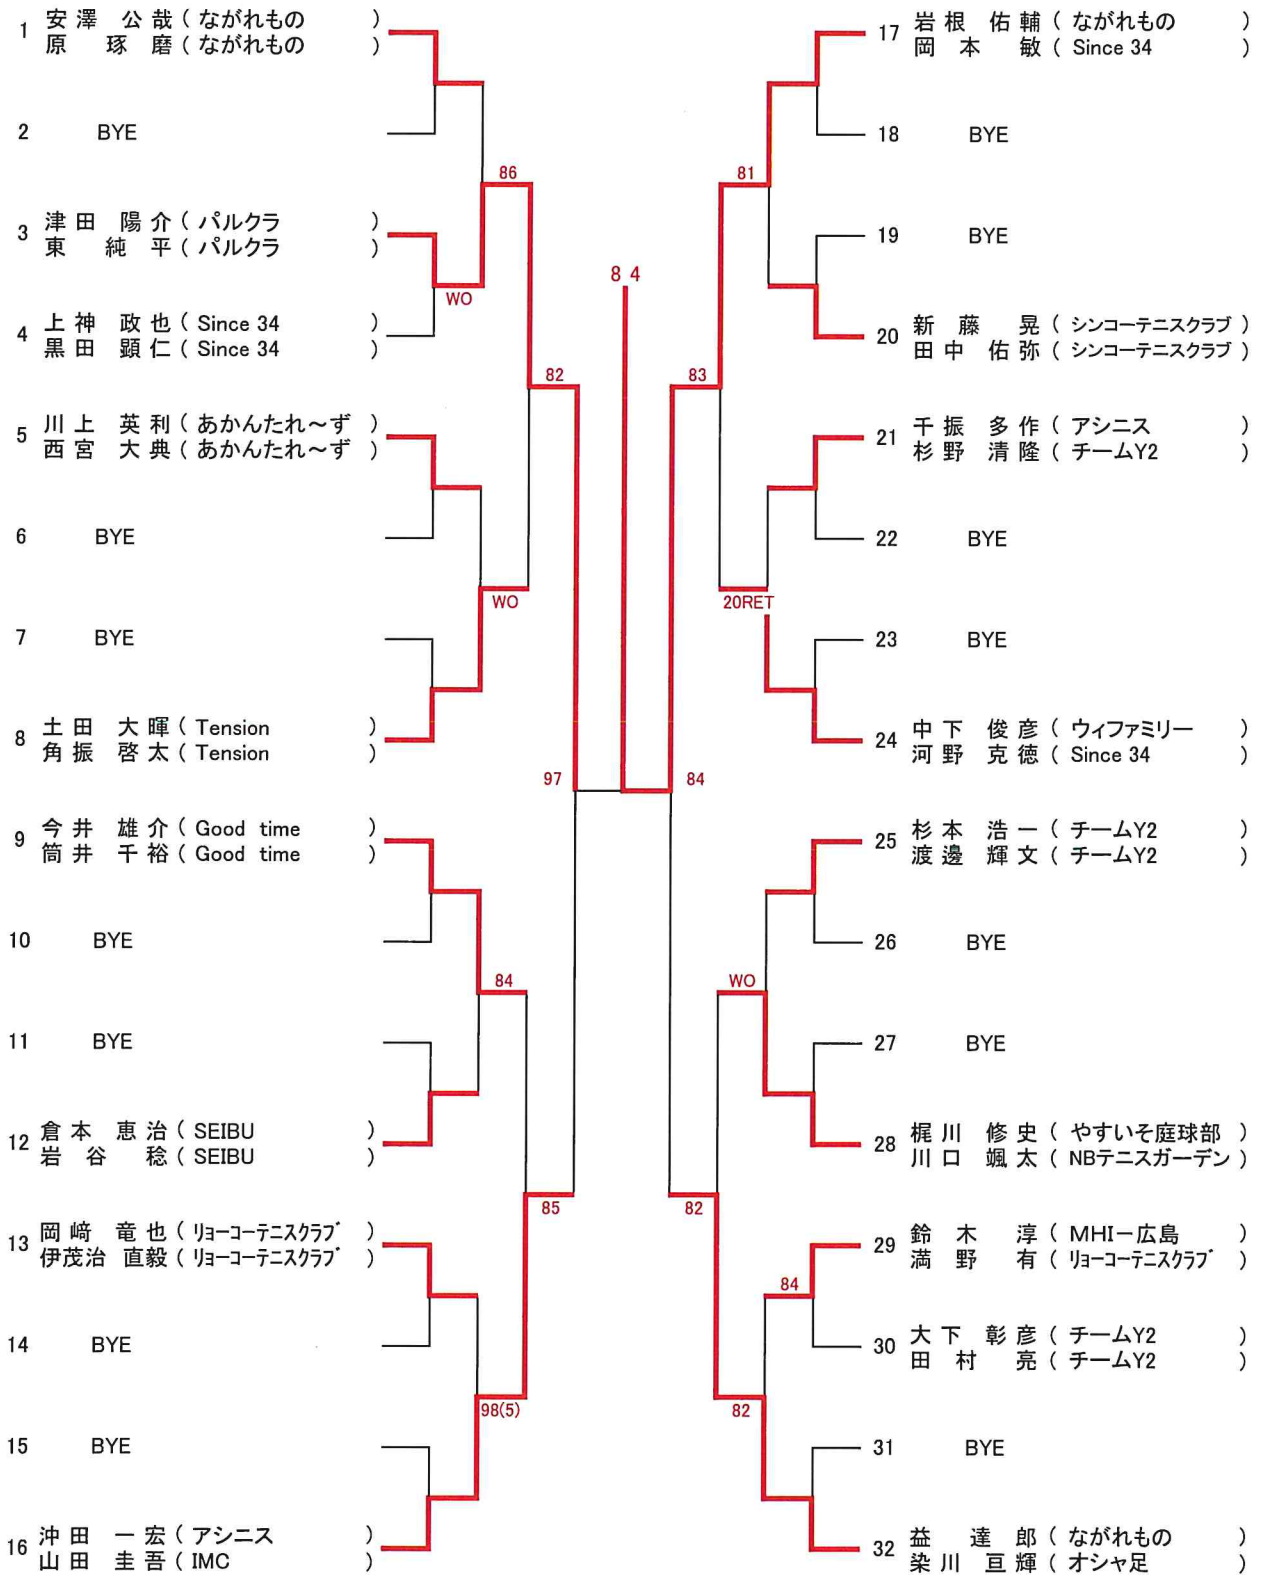 1 安澤 公哉 ( ながれもの )
原 琢磨 ( ながれもの )
2 BYE
86
3 津田 陽介 ( パルクラ )
東 純平 ( パルクラ )
WO
4 上神 政也 ( Since 34 )
黒田 顕仁 ( Since 34 )
82
5 川上 英利 ( あかんたれ～ず )
西宮 大典 ( あかんたれ～ず )
6 BYE
WO
7 BYE
8 土田 大暉 ( Tension )
角振 啓太 ( Tension )
97
9 今井 雄介 ( Good time )
筒井 千裕 ( Good time )
10 BYE
84
11 BYE
12 倉本 恵治 ( SEIBU )
岩谷 稔 ( SEIBU )
85
13 岡﨑 竜也 ( リョーコーテニスクラブ )
伊茂治 直毅 ( リョーコーテニスクラブ )
14 BYE
98(5)
15 BYE
16 沖田 一宏 ( アシニス )
山田 圭吾 ( IMC )
8 4
17 岩根 佑輔 ( ながれもの )
岡本 敏 ( Since 34 )
18 BYE
81
19 BYE
20 新藤 晃 ( シンコーテニスクラブ )
田中 佑弥 ( シンコーテニスクラブ )
83
21 千振 多作 ( アシニス )
杉野 清隆 ( チームY2 )
22 BYE
20RET
23 BYE
24 中下 俊彦 ( ウィファミリー )
河野 克徳 ( Since 34 )
84
25 杉本 浩一 ( チームY2 )
渡邊 輝文 ( チームY2 )
26 BYE
WO
27 BYE
28 梶川 修史 ( やすいそ庭球部 )
川口 颯太 ( NBテニスガーデン )
82
29 鈴木 淳 ( MHI－広島 )
満野 有 ( リョーコーテニスクラブ )
84
30 大下 彰彦 ( チームY2 )
田村 亮 ( チームY2 )
82
31 BYE
32 益 達郎 ( ながれもの )
染川 亘輝 ( オシャ足 )